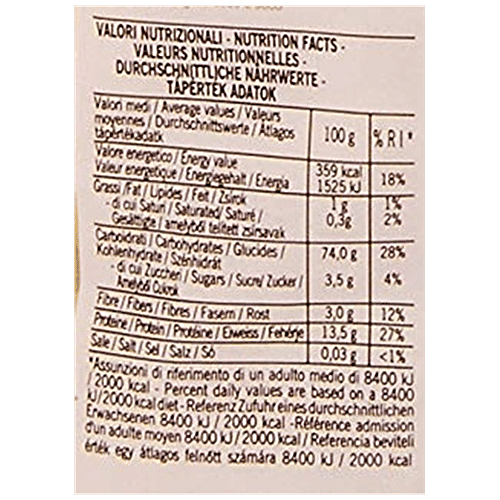 VALORI NUTRIZIONALI - NUTRITION FACTS -
VALEURS NUTRITIONNELLES -
DURCHSCHNITTLICHE NÄHRWERTE -
TÁPÉRTÉK ADATOK
Valori medi / Average values / Valeurs
moyennes / Durchschnittswerte / Átlagos
tápértékadatk 100 g % R I *
Valore energetico / Energy value 359 kcal
Valeur energétique / Energiegehalt / Energia 1525 kJ 18%
Grassi /Fat / Lipides / Fett / Zsírok 1 g 1%
- di cui Saturi / Saturated/ Saturé / 0,3g 2%
Gesättigte / amelyből telített zsírsavak
Carboidrati / Carbohydrates / Glucides / 74,0 g 28%
Kohlenhydrate / Szénhidrát
- di cui Zuccheri / Sugars / Sucre/ Zucker / 3,5 g 4%
Amelyből Cukrok
Fibre / Fibers / Fibres / Fasern / Rost 3,0 g 12%
Proteine / Protein / Protéine / Eiweiss / Fehérje 13,5 g 27%
Sale / Salt / Sel / Salz / Só 0,03 g <1%
*Assunzioni di riferimento di un adulto medio di 8400 kJ
/ 2000 kcal - Percent daily values are based on a 8400
kJ/2000 kcal diet - Referenz Zufuhr eines durchschnittlichen
Erwachsenen 8400 kJ / 2000 kcal -Référence admission
d'un adulte moyen 8400 kJ / 2000 kcal / Referencia beviteli
érték egy átlagos felnőtt számára 8400 kJ / 2000 kcal